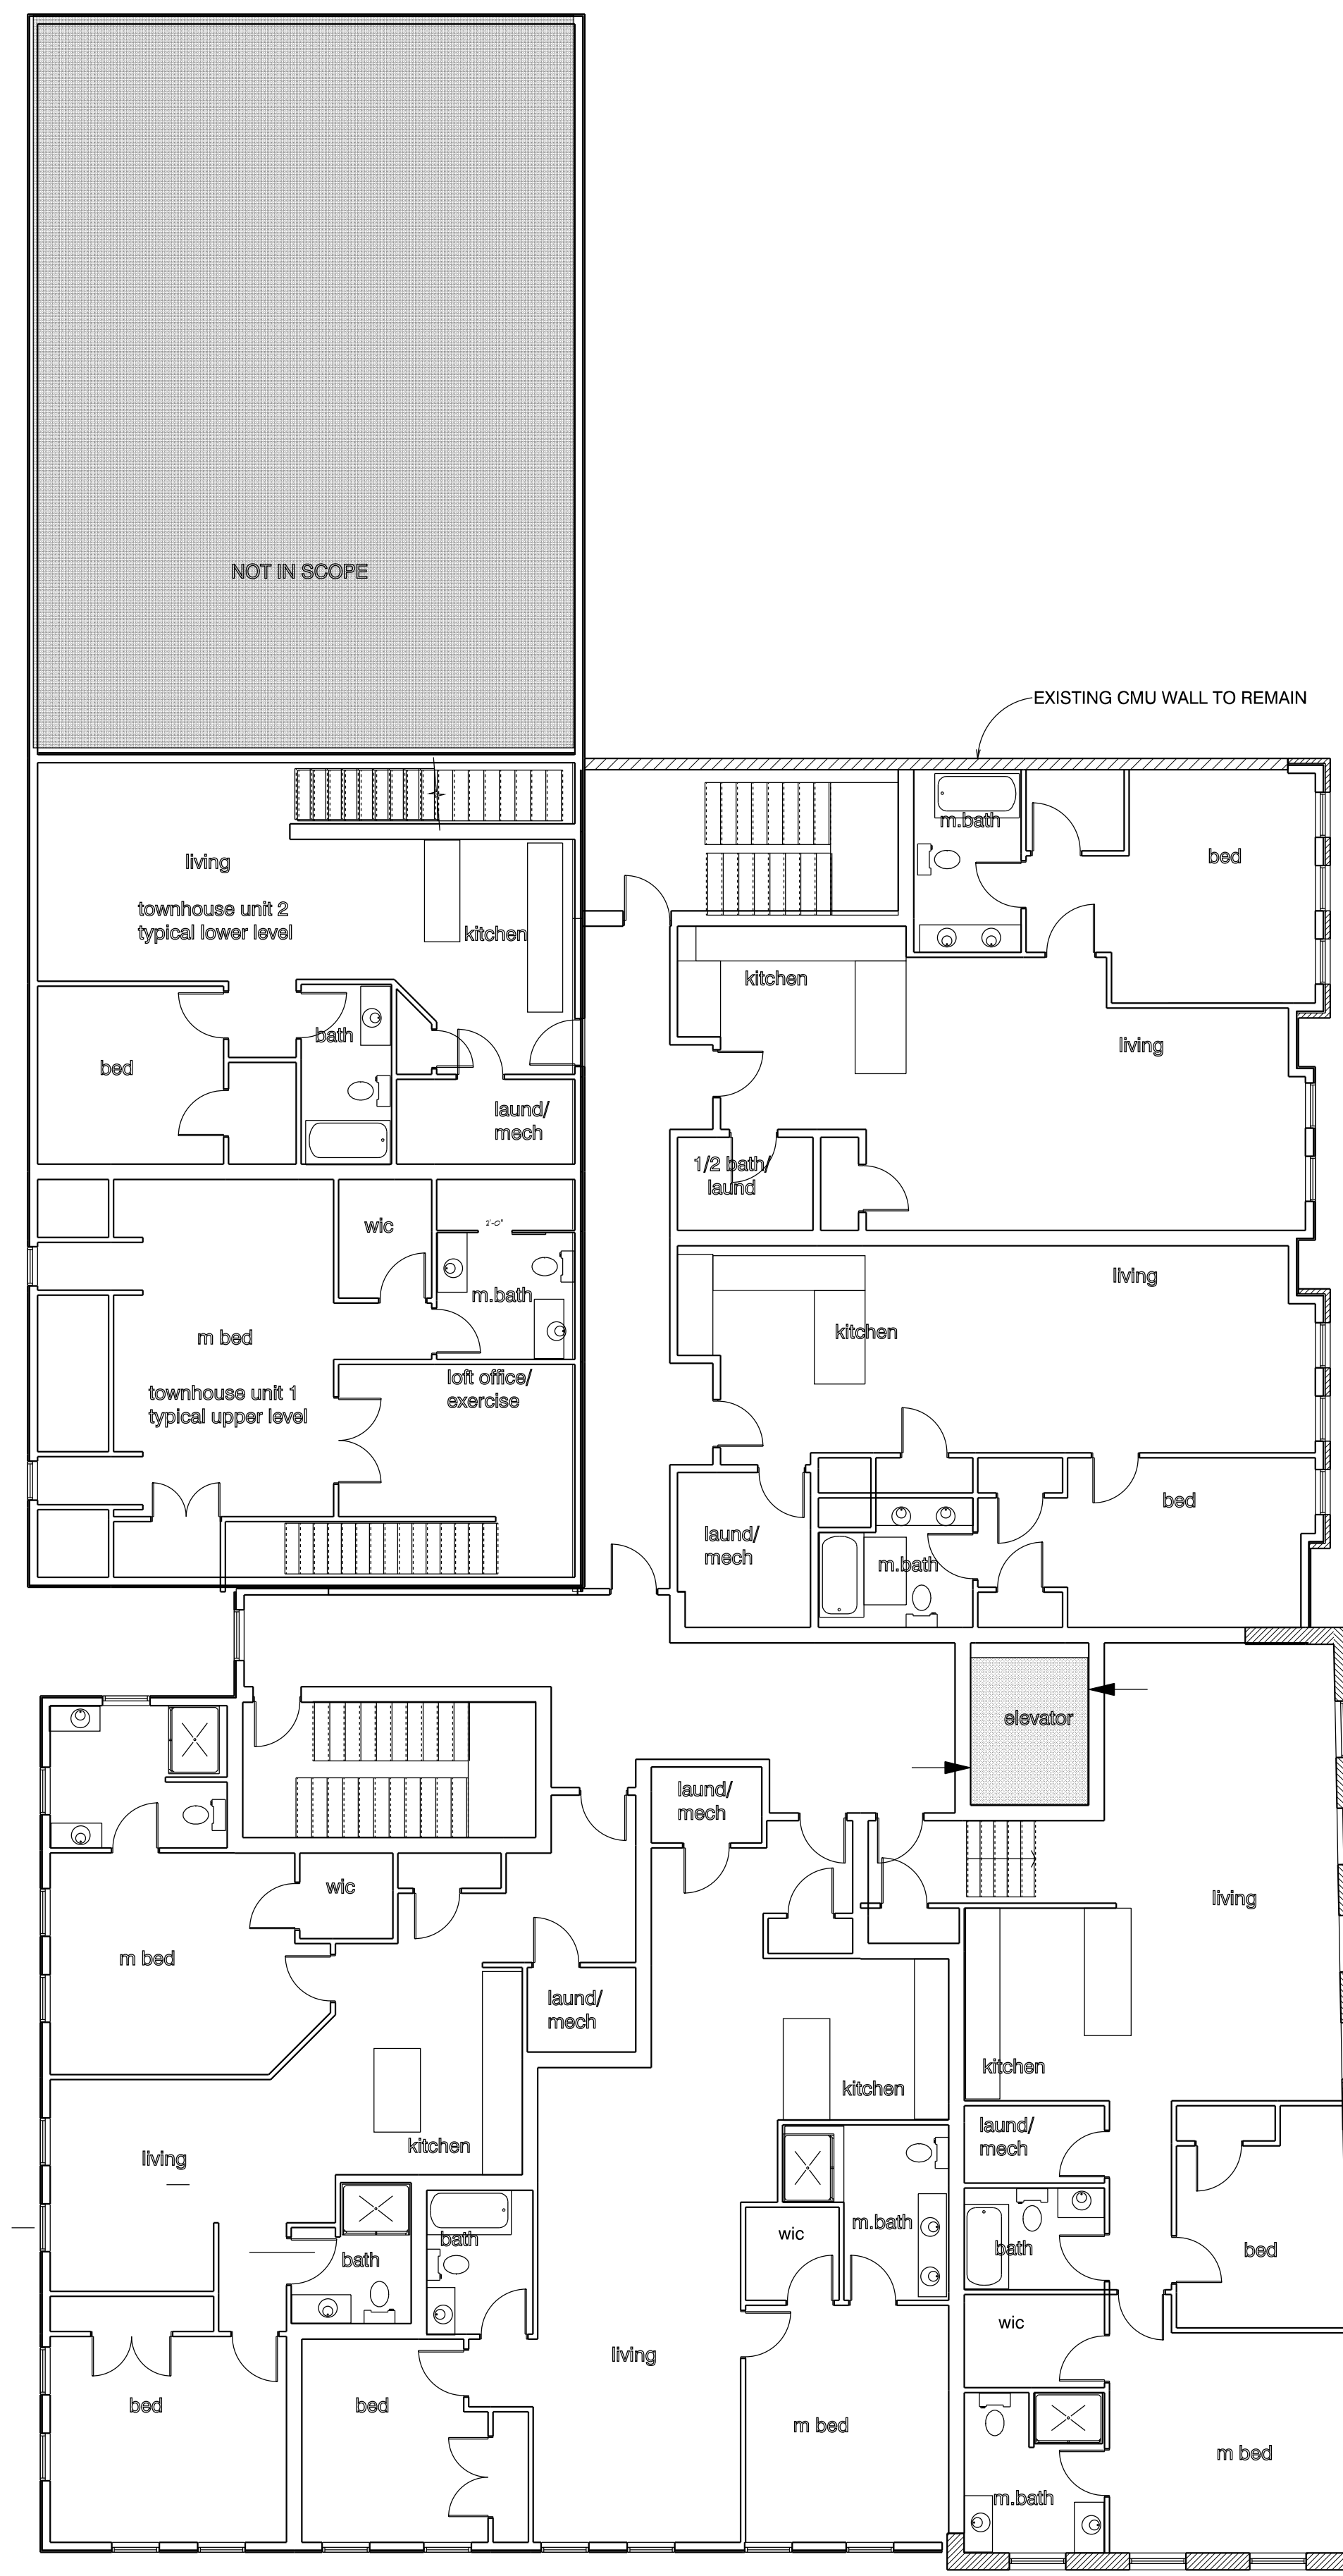 NOT IN SCOPE
EXISTING CMU WALL TO REMAIN
m.bath
bed
living
townhouse unit 2
typical lower level
kitchen
kitchen
bath
bed
living
laund/
mech
1/2 bath/
laund
wic
2'-0"
m.bath
living
kitchen
m bed
loft office/
exercise
townhouse unit 1
typical upper level
bed
laund/
mech
m.bath
elevator
laund/
mech
wic
living
m bed
laund/
mech
kitchen
kitchen
laund/
mech
living
kitchen
bath
bath
wic
m.bath
bath
bed
wic
living
bed
bed
m bed
m bed
m.bath